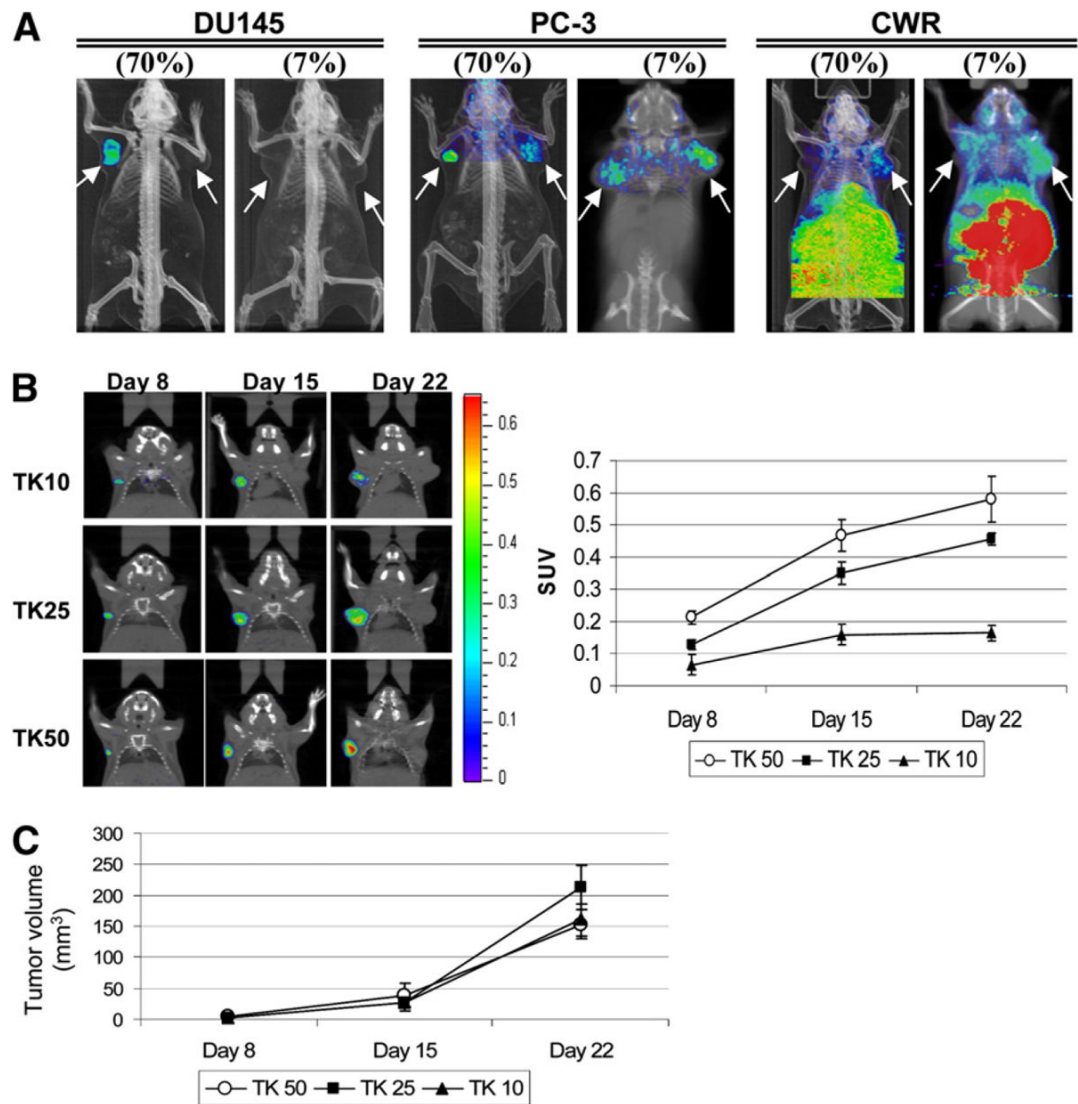 A
DU145 PC-3 CWR
(70%) (7%) (70%) (7%) (70%) (7%)
B
Day 8 Day 15 Day 22
TK10
TK25
TK50
0.6
0.5
0.4
0.3
0.2
0.1
0
SUV
0.7
0.6
0.5
0.4
0.3
0.2
0.1
0
Day 8 Day 15 Day 22
TK 50 TK 25 TK 10
C
Tumor volume
(mm³)
300
250
200
150
100
50
0
Day 8 Day 15 Day 22
TK 50 TK 25 TK 10